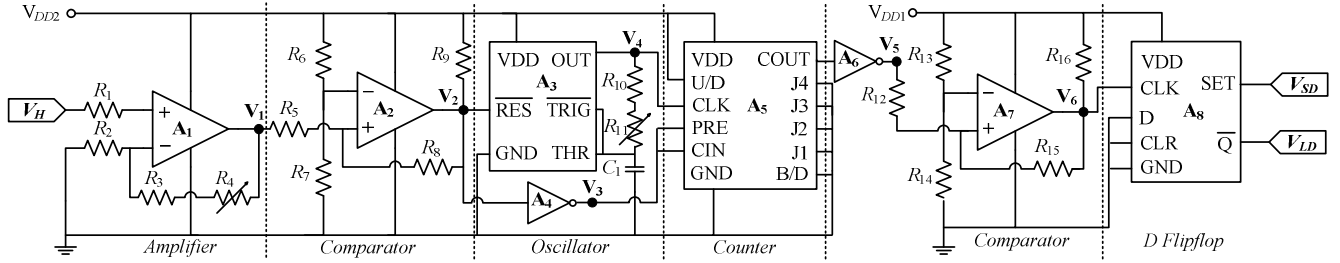 V_DD2
V_H
R_1
R_2
R_3
R_4
+
−
A_1
V_1
Amplifier
R_5
R_6
R_7
−
+
A_2
R_8
R_9
V_2
Comparator
VDD OUT
A_3
R̅E̅S̅ T̅R̅I̅G̅
GND THR
V_4
R_10
R_11
C_1
A_4
V_3
Oscillator
VDD COUT
U/D J4
CLK A_5 J3
PRE J2
CIN J1
GND B/D
Counter
A_6
V_5
R_12
V_DD1
R_13
R_14
−
+
A_7
R_15
R_16
V_6
Comparator
VDD
CLK SET
D A_8
CLR Q̅
GND
V_SD
V_LD
D Flipflop